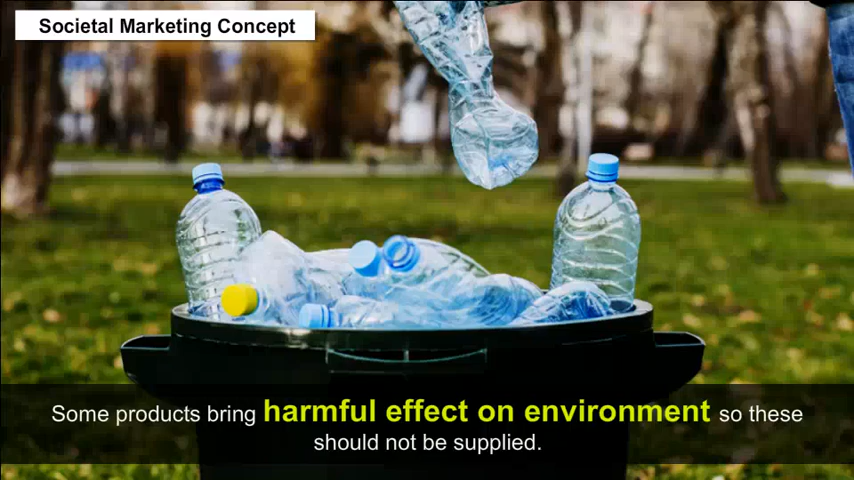 Societal Marketing Concept
Some products bring harmful effect on environment so these
should not be supplied.